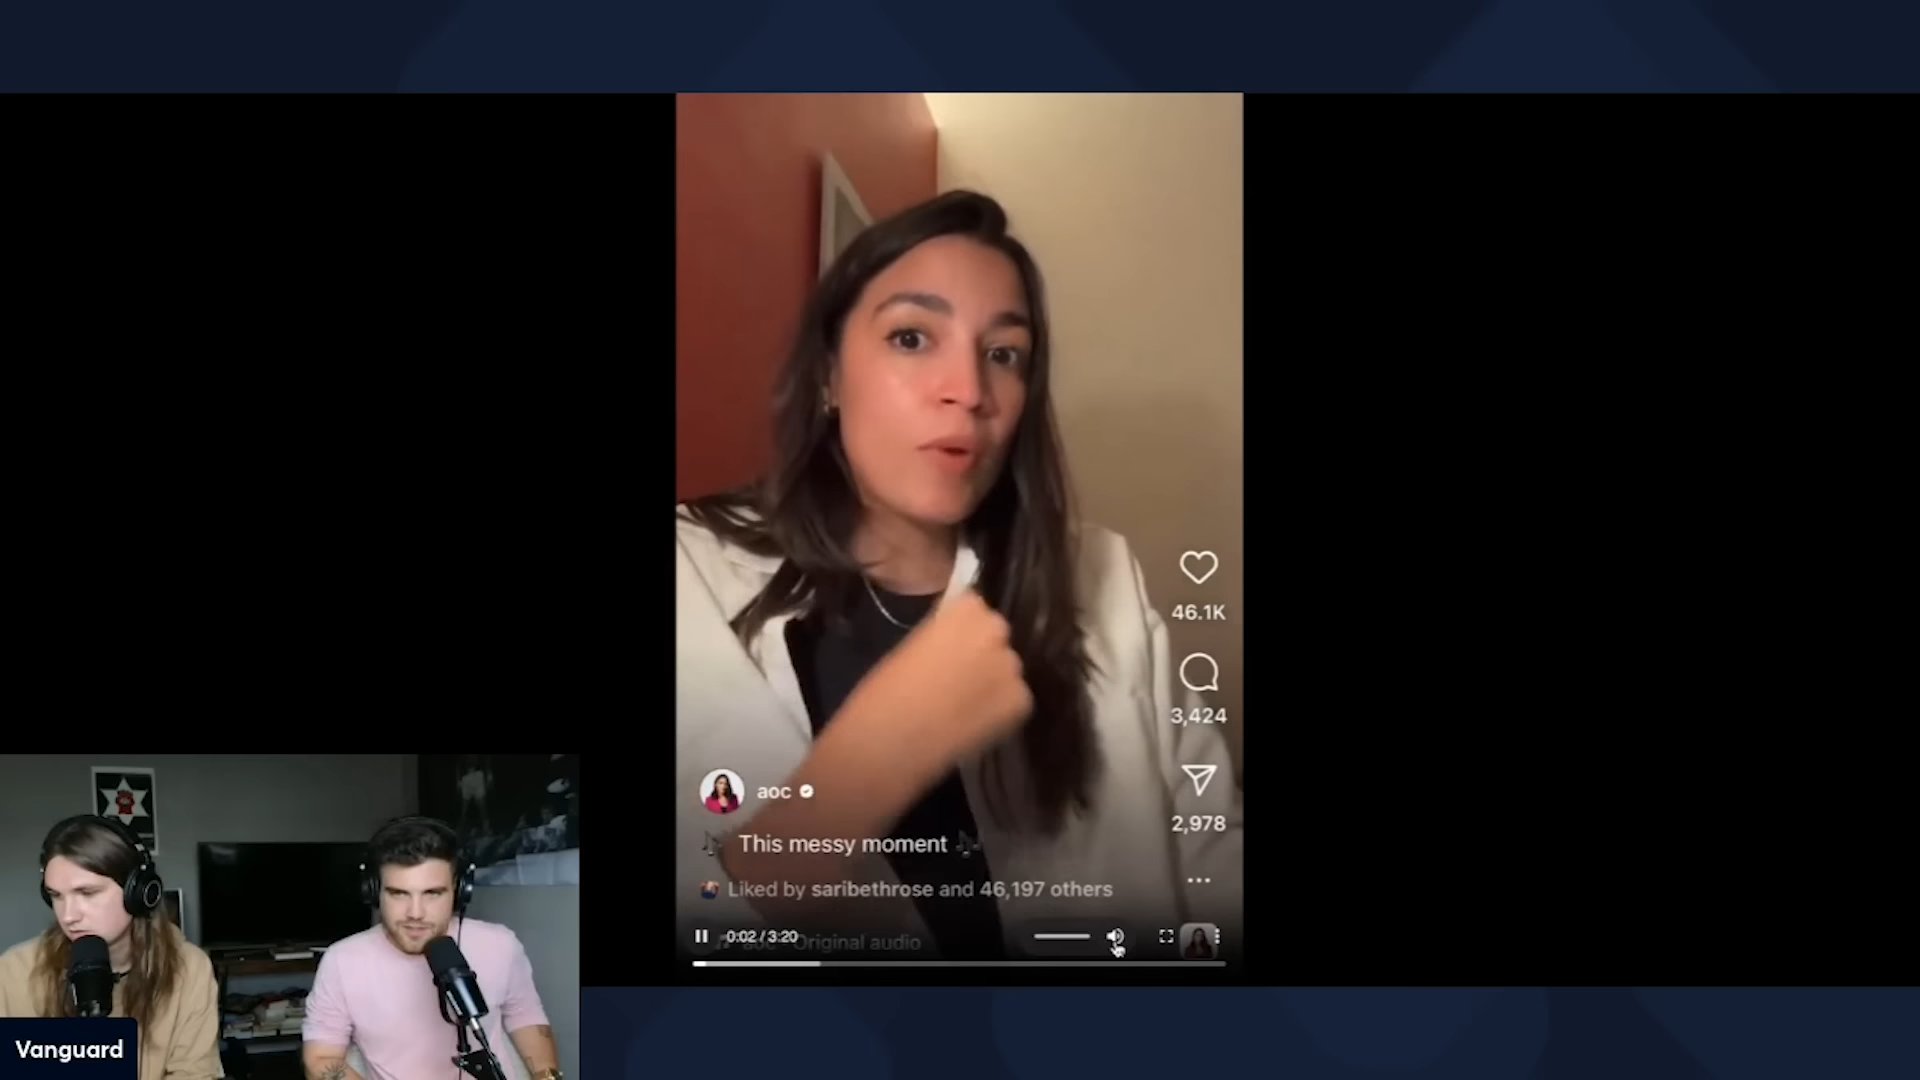 46.1K
3,424
aoc
2,978
This messy moment
Liked by saribethrose and 46,197 others
0:02 / 3:20
aoc Original audio
Vanguard